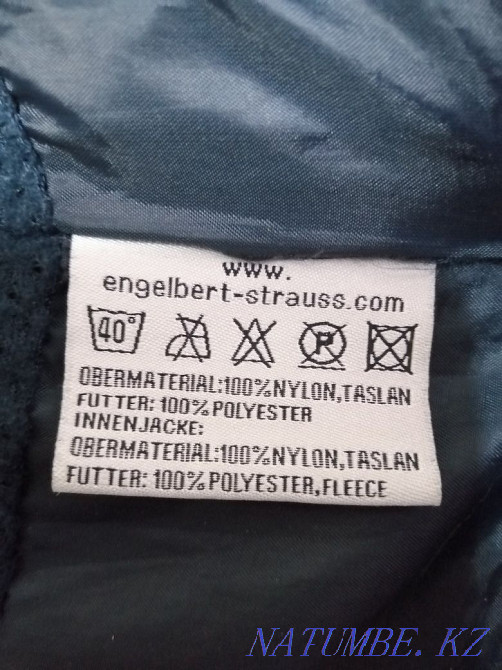 www.
engelbert-strauss.com
40° P
OBERMATERIAL:100%NYLON,TASLAN
FUTTER: 100% POLYESTER
INNENJACKE:
OBERMATERIAL:100%NYLON,TASLAN
FUTTER: 100% POLYESTER,FLEECE
NATUMBE. KZ